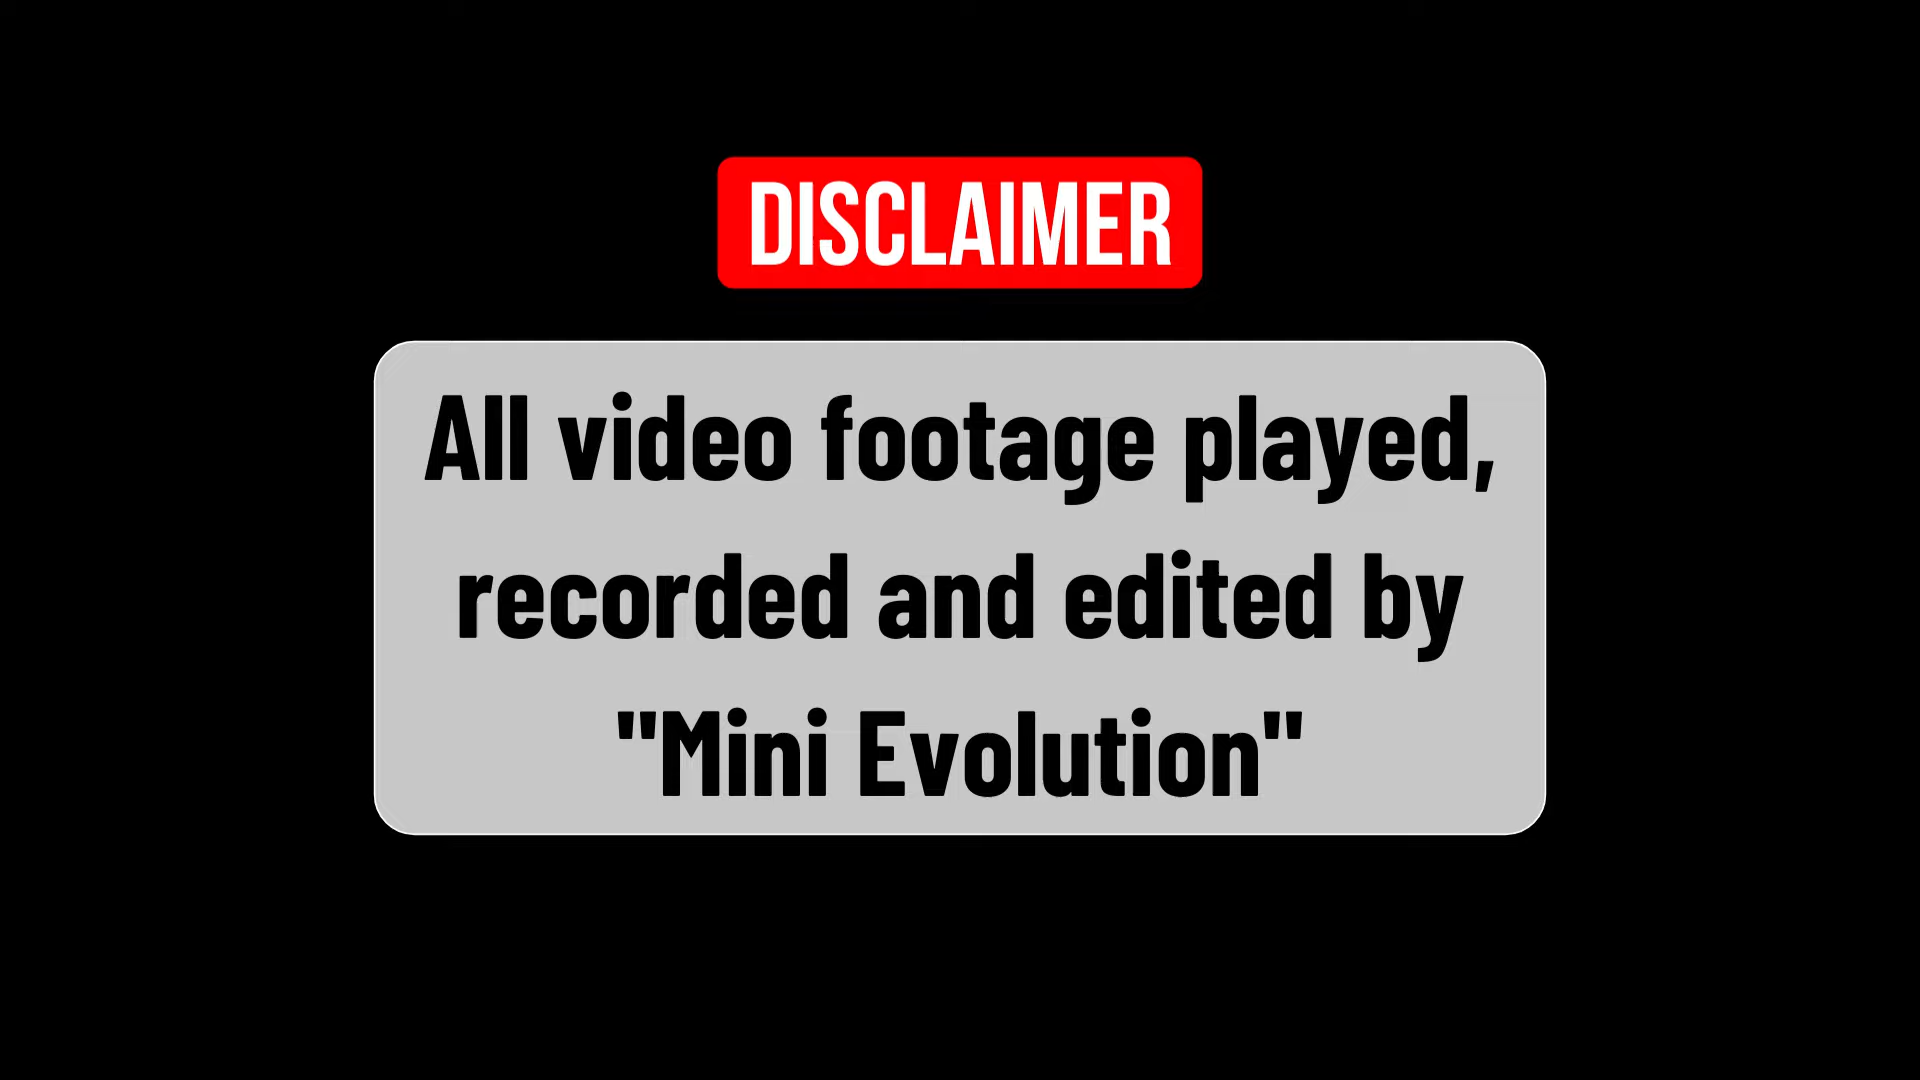 DISCLAIMER
All video footage played,
recorded and edited by
"Mini Evolution"